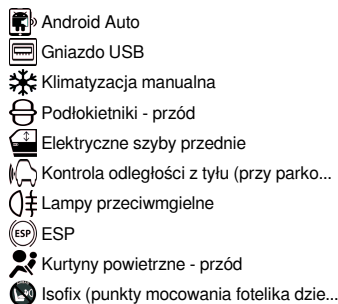 Android Auto
Gniazdo USB
Klimatyzacja manualna
Podłokietniki - przód
Elektryczne szyby przednie
Kontrola odległości z tyłu (przy parko...
Lampy przeciwmgielne
ESP ESP
Kurtyny powietrzne - przód
Isofix (punkty mocowania fotelika dzie...